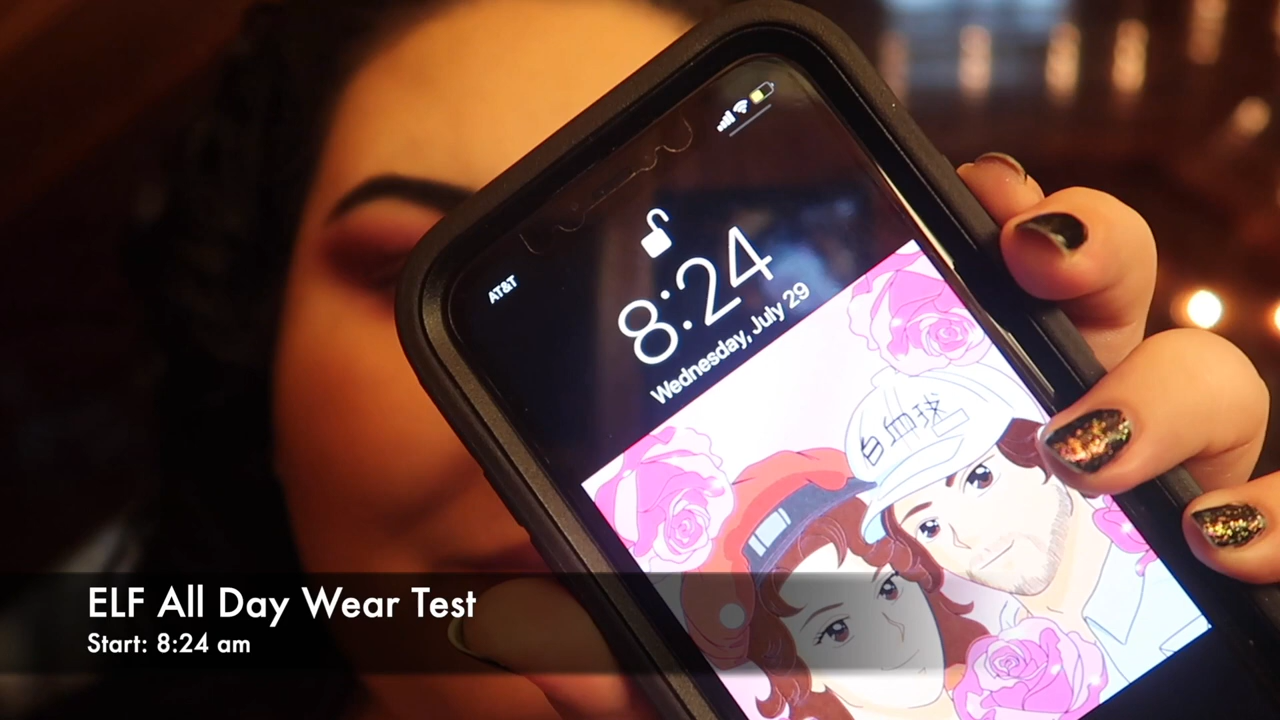 AT&T
8:24
Wednesday, July 29
白血球
ELF All Day Wear Test
Start: 8:24 am